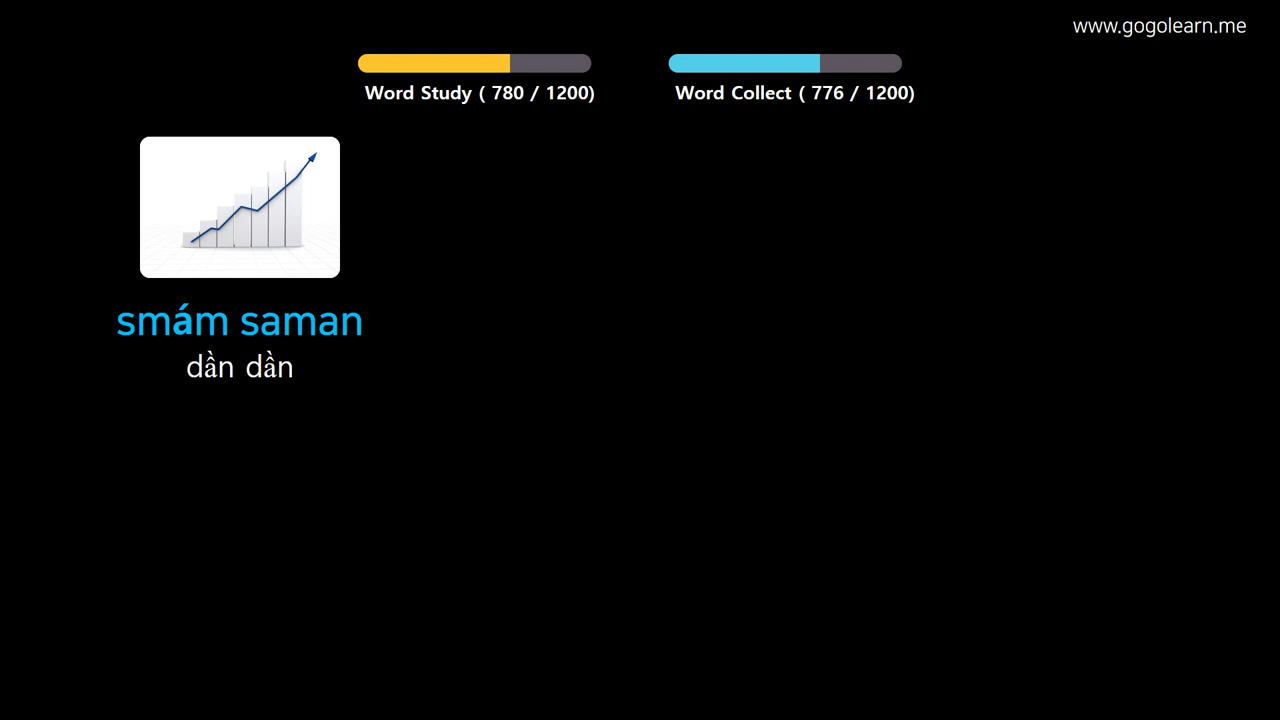 www.gogolearn.me
Word Study ( 780 / 1200)
Word Collect ( 776 / 1200)
smám saman
dần dần